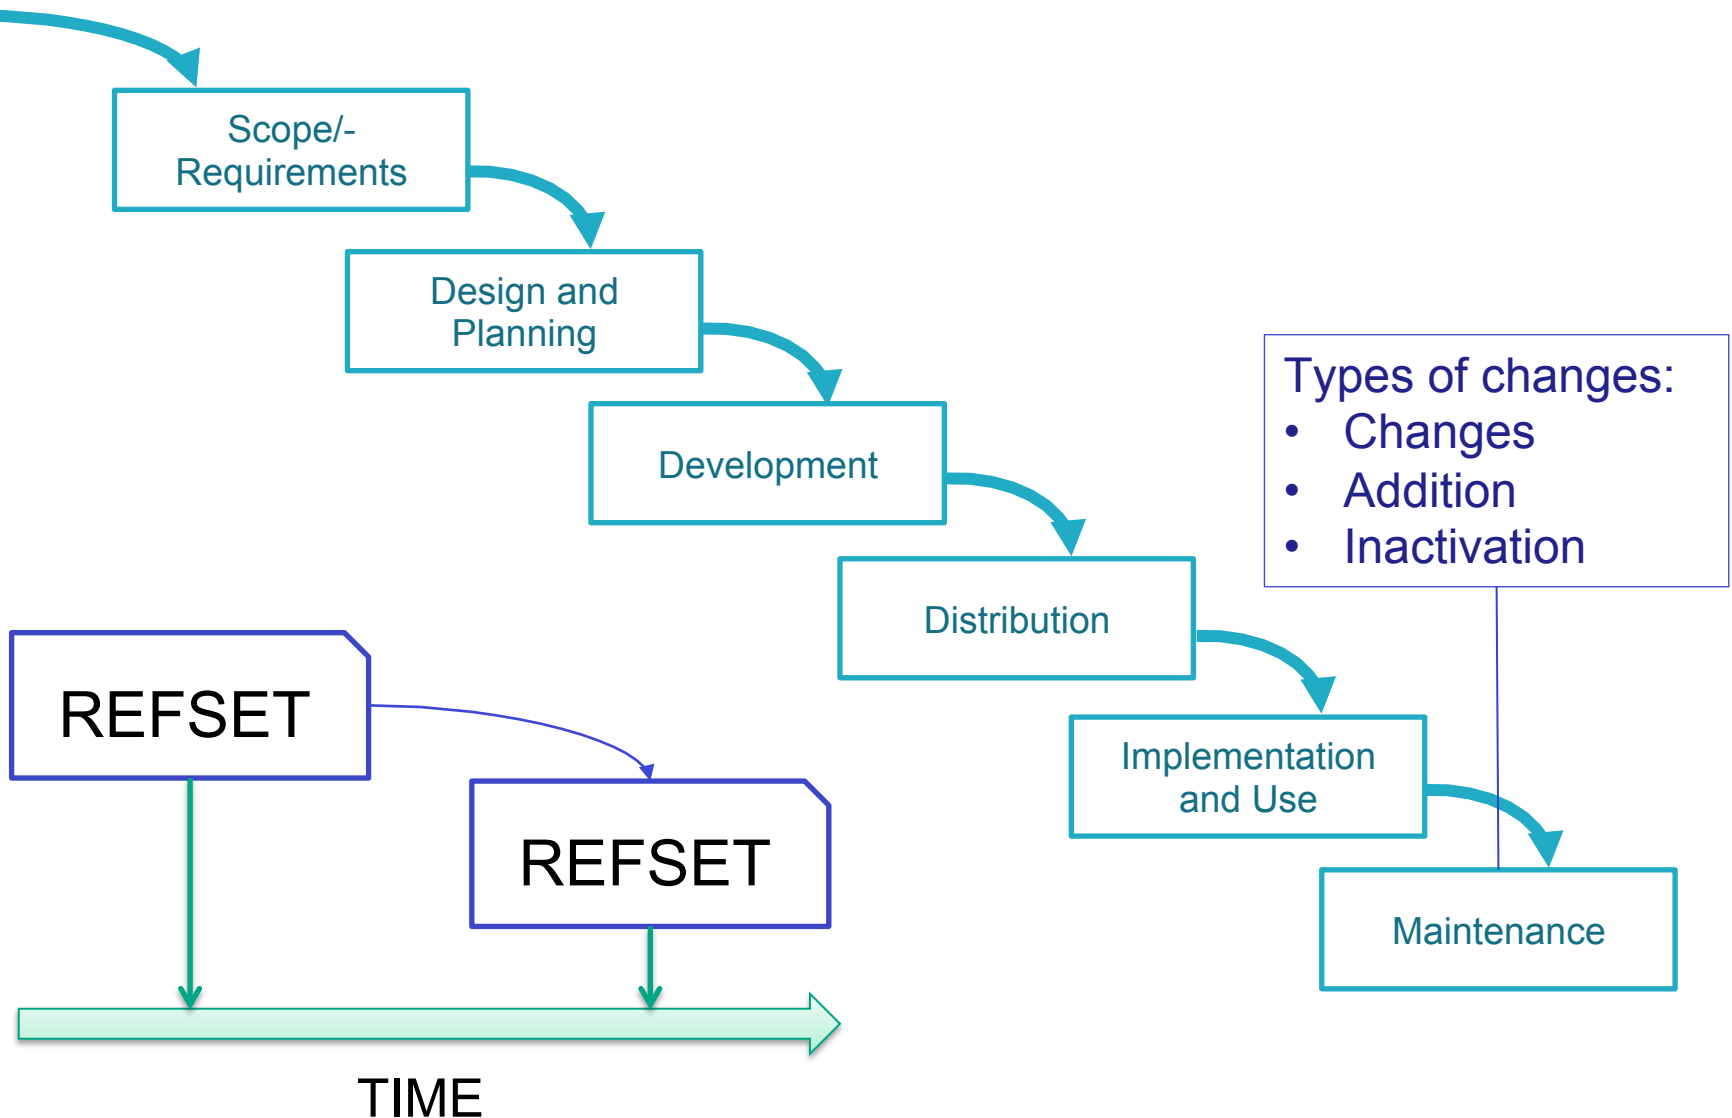 Scope/-
Requirements
Design and
Planning
Development
Distribution
Implementation
and Use
Maintenance
Types of changes:
• Changes
• Addition
• Inactivation
REFSET
REFSET
TIME